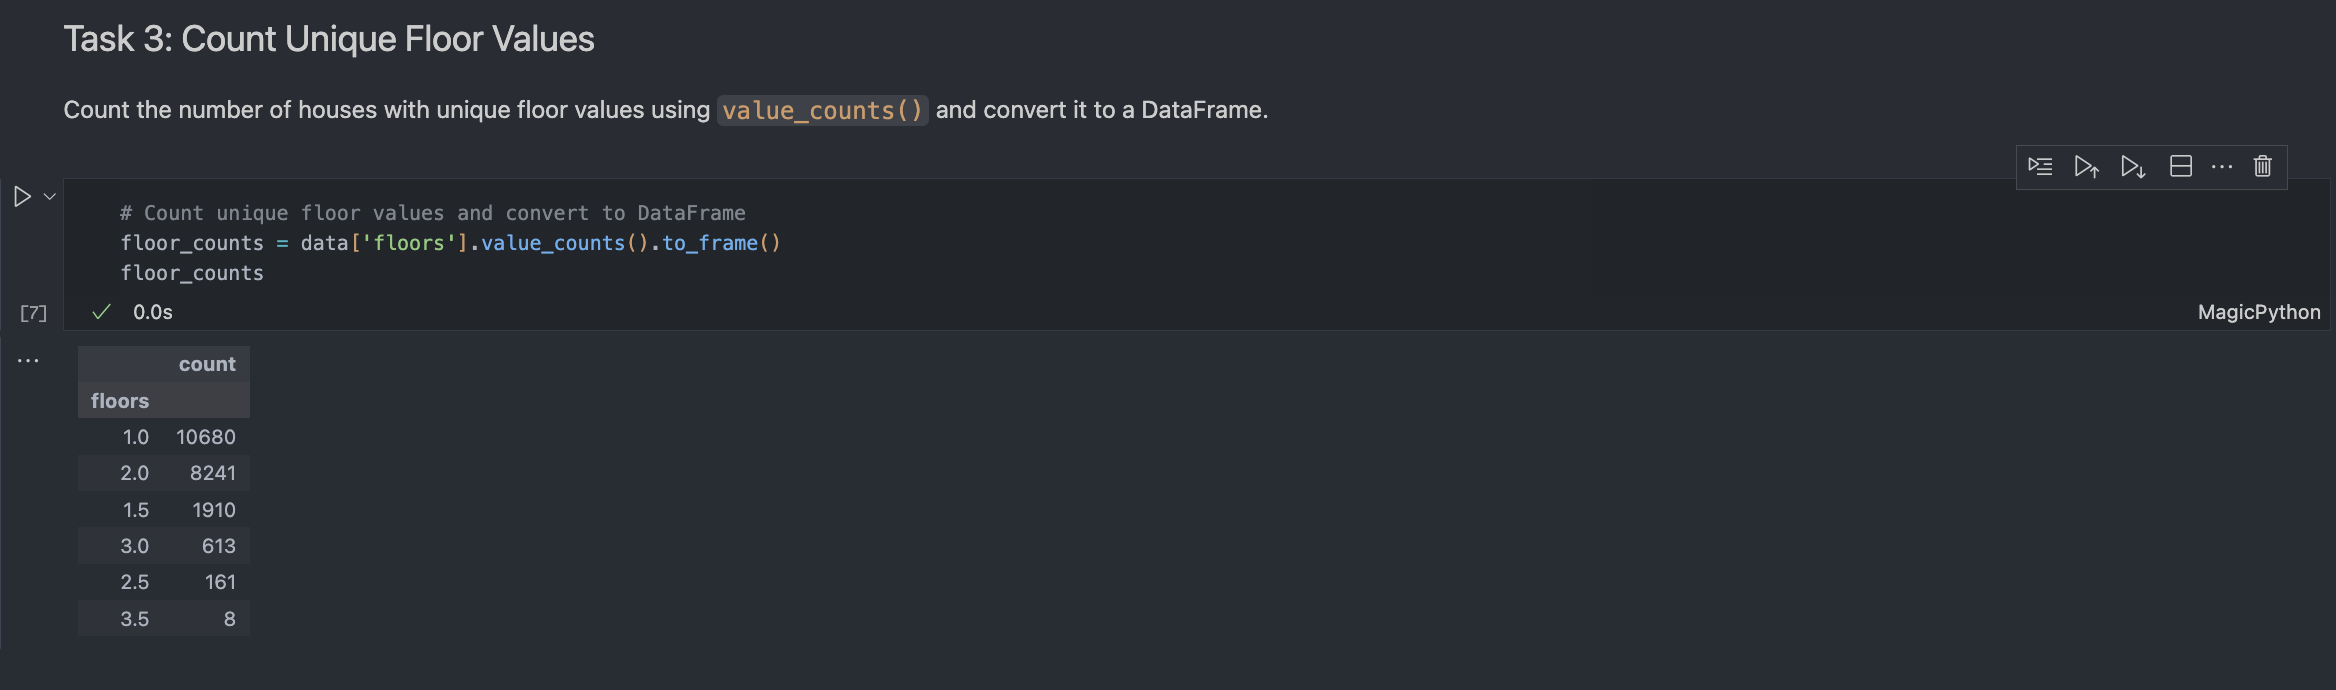 Task 3: Count Unique Floor Values
Count the number of houses with unique floor values using value_counts() and convert it to a DataFrame.
# Count unique floor values and convert to DataFrame
floor_counts = data['floors'].value_counts().to_frame()
floor_counts
[7] 0.0s MagicPython
count
floors
1.0 10680
2.0 8241
1.5 1910
3.0 613
2.5 161
3.5 8